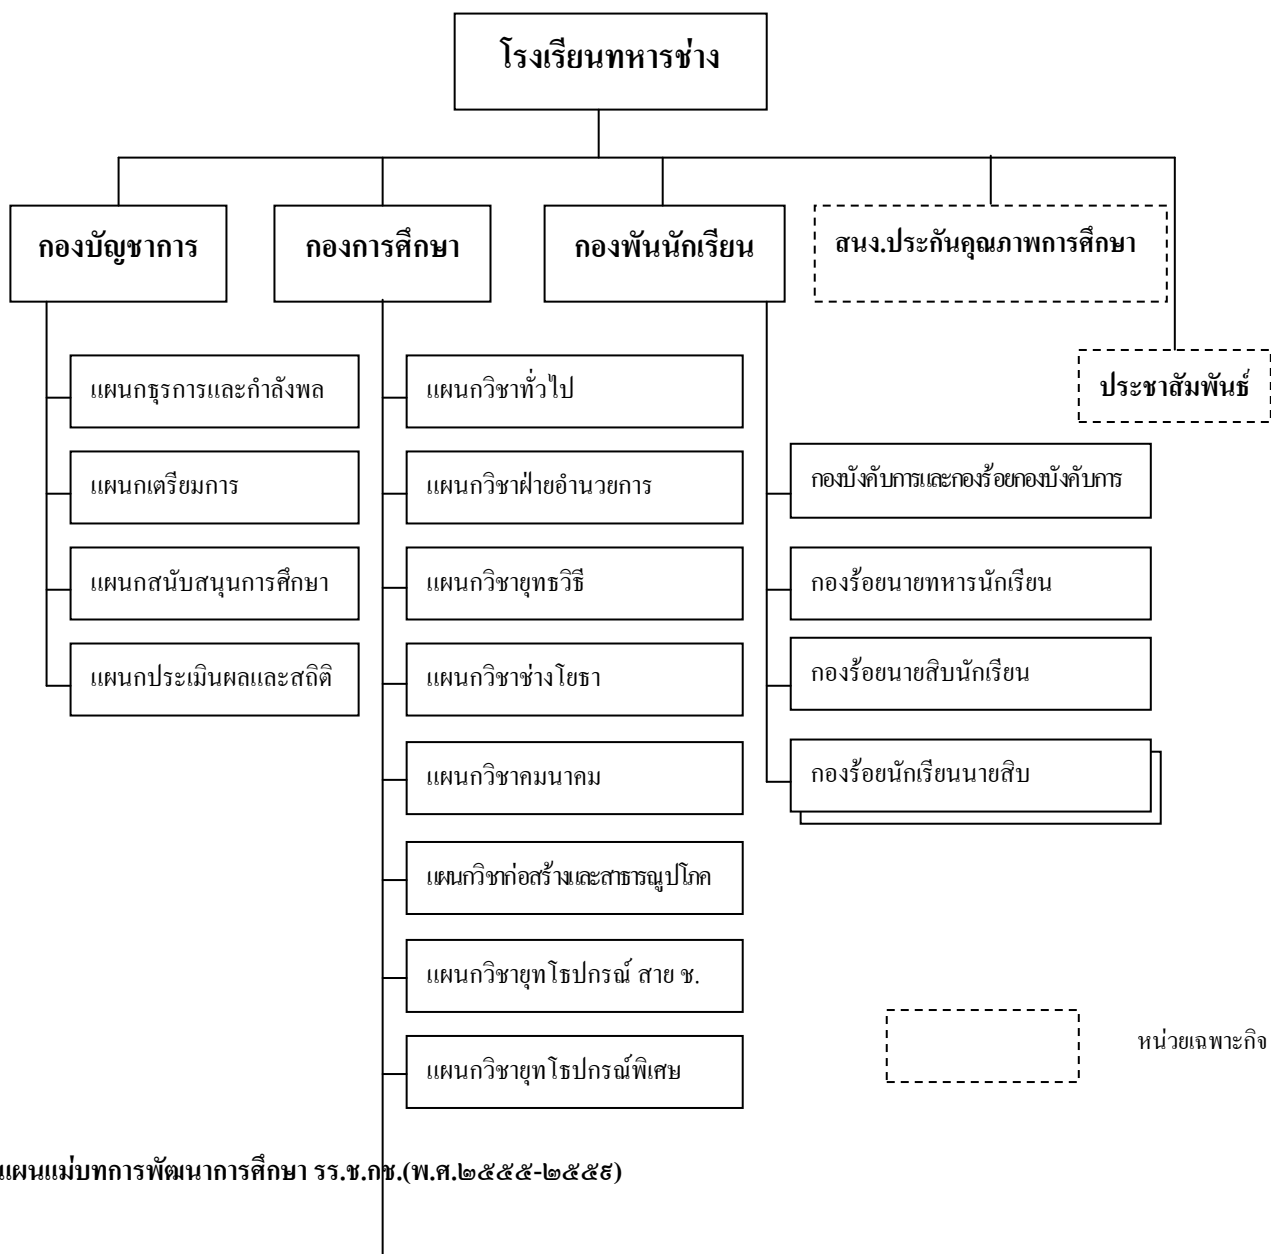 โรงเรียนทหารช่าง
กองบัญชาการ
กองการศึกษา
กองพันนักเรียน
สนง.ประกันคุณภาพการศึกษา
ประชาสัมพันธ์
แผนกธุรการและกำลังพล
แผนกเตรียมการ
แผนกสนับสนุนการศึกษา
แผนกประเมินผลและสถิติ
แผนกวิชาทั่วไป
แผนกวิชาฝ่ายอำนวยการ
แผนกวิชายุทธวิธี
แผนกวิชาช่างโยธา
แผนกวิชาคมนาคม
แผนกวิชาก่อสร้างและสาธารณูปโภค
แผนกวิชายุทโธปกรณ์ สาย ช.
แผนกวิชายุทโธปกรณ์พิเศษ
กองบังคับการและกองร้อยกองบังคับการ
กองร้อยนายทหารนักเรียน
กองร้อยนายสิบนักเรียน
กองร้อยนักเรียนนายสิบ
หน่วยเฉพาะกิจ
แผนแม่บทการพัฒนาการศึกษา รร.ช.กช.(พ.ศ.๒๕๕๕-๒๕๕๙)